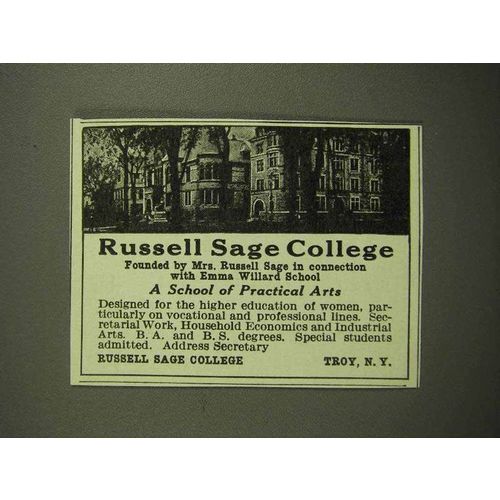 Russell Sage College
Founded by Mrs. Russell Sage in connection
with Emma Willard School
A School of Practical Arts
Designed for the higher education of women, par-
ticularly on vocational and professional lines. Sec-
retarial Work, Household Economics and Industrial
Arts. B. A. and B. S. degrees. Special students
admitted. Address Secretary
RUSSELL SAGE COLLEGE TROY, N. Y.